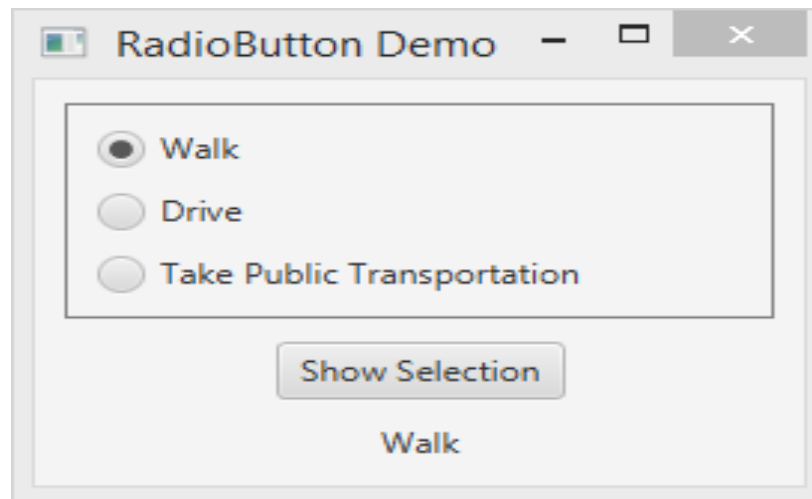 RadioButton Demo
Walk
Drive
Take Public Transportation
Show Selection
Walk